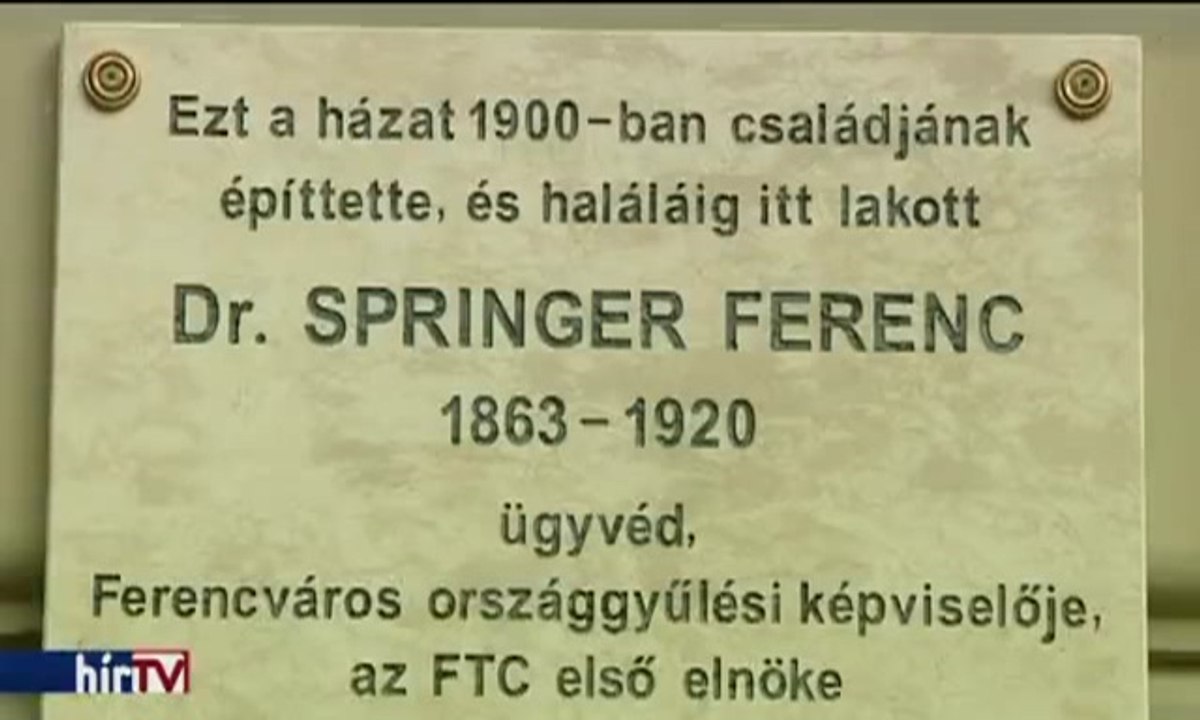 Ezt a házat 1900-ban családjának
építtette, és haláláig itt lakott
Dr. SPRINGER FERENC
1863-1920
ügyvéd,
Ferencváros országgyűlési képviselője,
az FTC első elnöke
hírTV